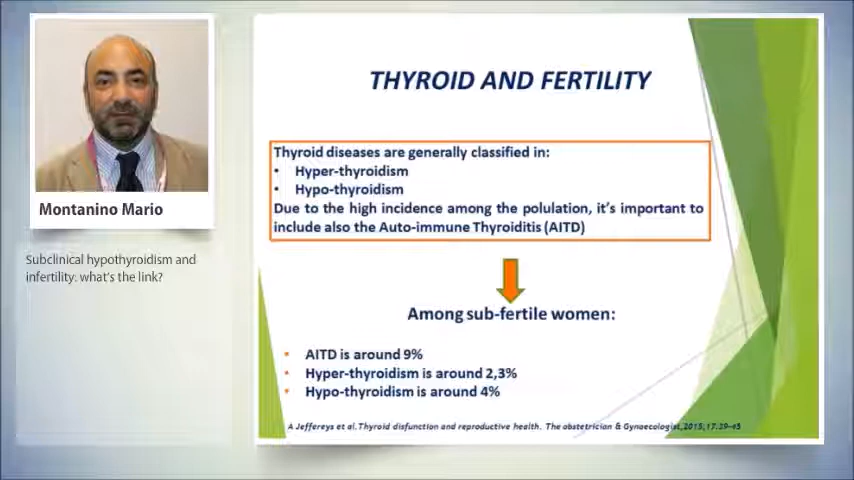 Montanino Mario
Subclinical hypothyroidism and
infertility: what's the link?
THYROID AND FERTILITY
Thyroid diseases are generally classified in:
• Hyper-thyroidism
• Hypo-thyroidism
Due to the high incidence among the polulation, it's important to
include also the Auto-immune Thyroiditis (AITD)
Among sub-fertile women:
• AITD is around 9%
• Hyper-thyroidism is around 2,3%
• Hypo-thyroidism is around 4%
A Jeffereys et al. Thyroid disfunction and reproductive health. The obstetrician & Gynaecologist,2015;17:39-45